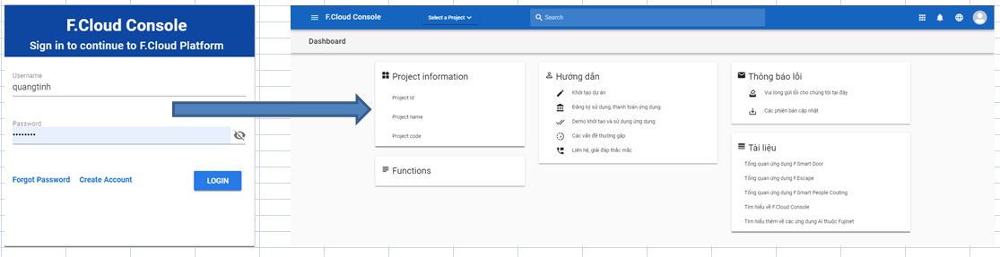 F.Cloud Console
Sign in to continue to F.Cloud Platform
Username
quangtinh
Password
••••••••
Forgot Password
Create Account
LOGIN
F.Cloud Console
Select a Project
Search
Dashboard
Project information
Project Id
Project name
Project code
Functions
Hướng dẫn
Khởi tạo dự án
Đăng ký sử dụng, thanh toán ứng dụng
Demo khởi tạo và sử dụng ứng dụng
Các vấn đề thường gặp
Liên hệ, giải đáp thắc mắc
Thông báo lỗi
Vui lòng gửi lỗi cho chúng tôi tại đây
Các phiên bản cập nhật
Tài liệu
Tổng quan ứng dụng F.Smart Door
Tổng quan ứng dụng F.Escape
Tổng quan ứng dụng F.Smart People Couting
Tìm hiểu về F.Cloud Console
Tìm hiểu thêm về các ứng dụng AI thuộc Fujinet